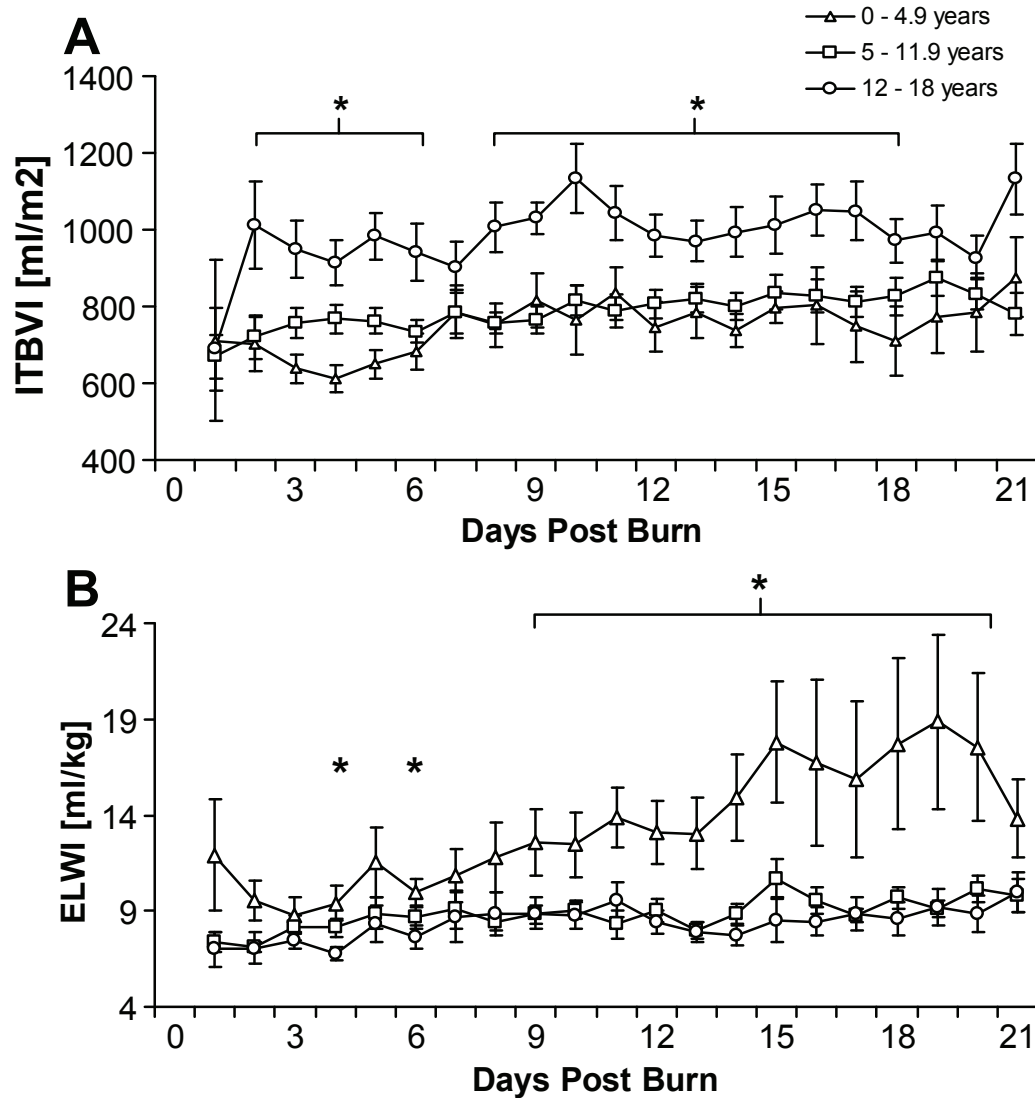 0 - 4.9 years
5 - 11.9 years
12 - 18 years
A
1400
1200
1000
800
600
400
ITBVI [ml/m2]
* *
0 3 6 9 12 15 18 21
Days Post Burn
B
24
19
14
9
4
ELWI [ml/kg]
*
* *
0 3 6 9 12 15 18 21
Days Post Burn